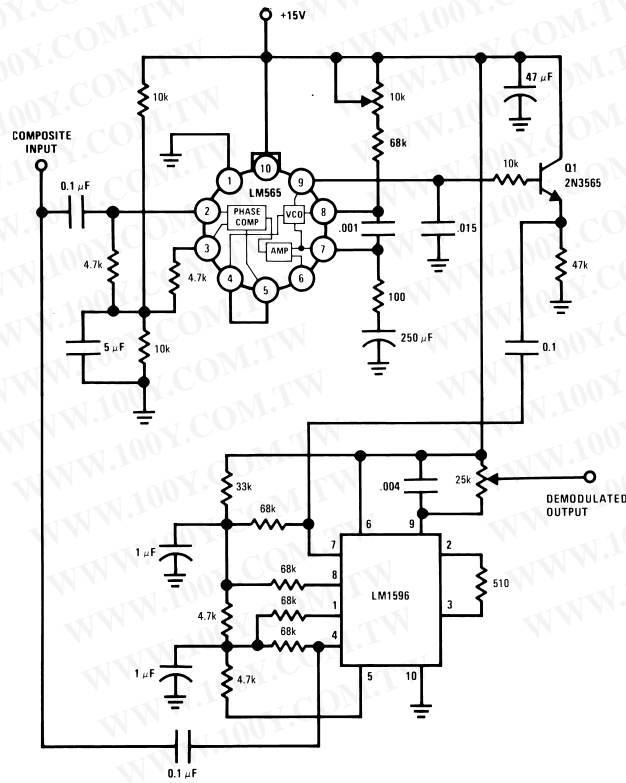 +15V
47 μF
10k
10k
COMPOSITE
INPUT
68k
10k
Q1
2N3565
0.1 μF
1
10
9
LM565
2
PHASE
COMP
VCO
8
.001
.015
3
AMP
7
4.7k
4.7k
4
5
6
100
47k
5 μF
10k
250 μF
0.1
33k
.004
25k
68k
6
9
DEMODULATED
OUTPUT
1 μF
7
2
68k
8
LM1596
510
68k
4.7k
1
3
68k
4
1 μF
4.7k
5
10
0.1 μF
WWW.100Y.COM.TW